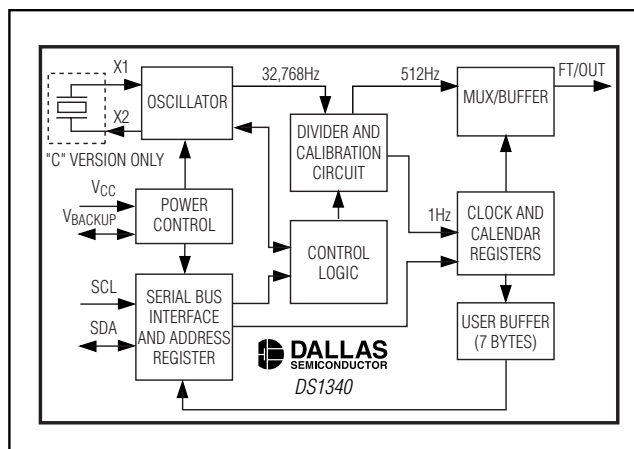 X1
X2
"C" VERSION ONLY
OSCILLATOR
32,768Hz
512Hz
MUX/BUFFER
FT/OUT
DIVIDER AND
CALIBRATION
CIRCUIT
VCC
VBACKUP
POWER
CONTROL
CONTROL
LOGIC
1Hz
CLOCK AND
CALENDAR
REGISTERS
SCL
SDA
SERIAL BUS
INTERFACE
AND ADDRESS
REGISTER
USER BUFFER
(7 BYTES)
DALLAS
SEMICONDUCTOR
DS1340